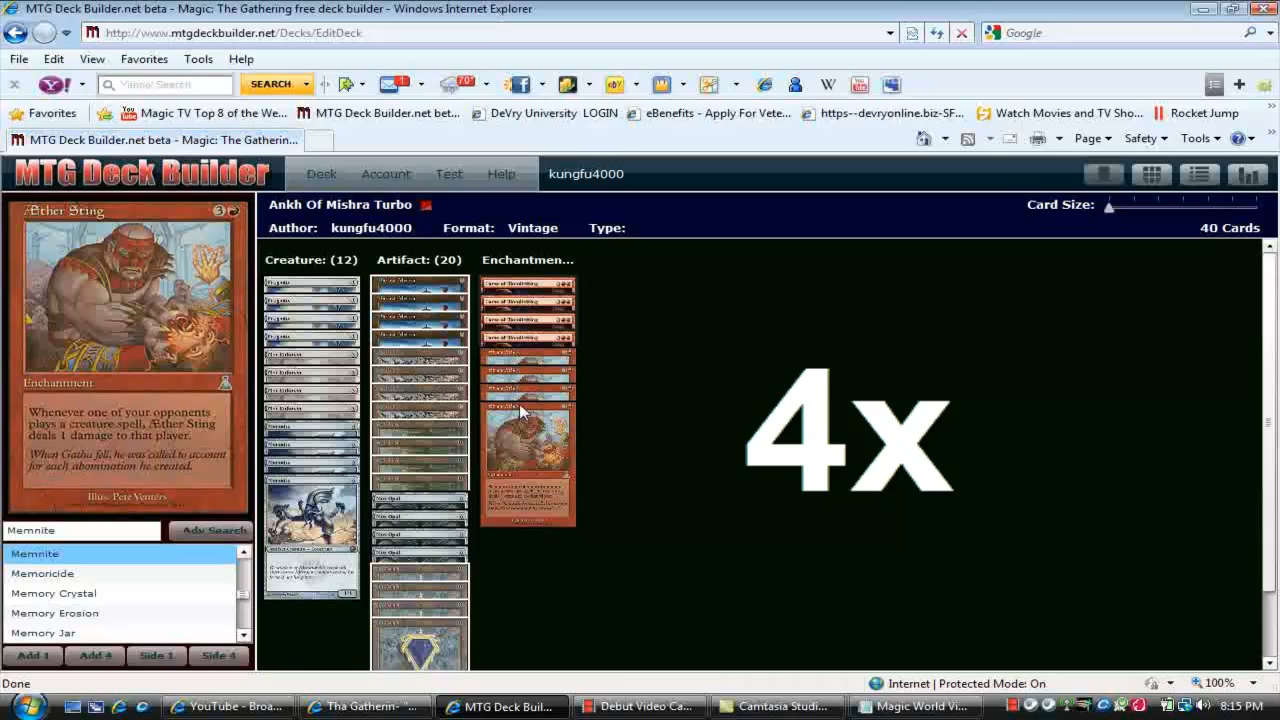 MTG Deck Builder.net beta - Magic: The Gathering free deck builder - Windows Internet Explorer
http://www.mtgdeckbuilder.net/Decks/EditDeck
Google
File Edit View Favorites Tools Help
Yahoo! Search
SEARCH
1
70°
Favorites
Magic TV Top 8 of the We...
MTG Deck Builder.net bet...
DeVry University LOGIN
eBenefits - Apply For Vete...
https--devryonline.biz-SF...
Watch Movies and TV Sho...
Rocket Jump
MTG Deck Builder.net beta - Magic: The Gatherin...
Page Safety Tools
MTG Deck Builder
Deck Account Test Help kungfu4000
Ankh Of Mishra Turbo
Card Size:
Author: kungfu4000 Format: Vintage Type:
40 Cards
Æther Sting 3
Enchantment
Whenever one of your opponents
plays a creature spell, Æther Sting
deals 1 damage to that player.
When Gatha fell, he was called to account
for each abomination he created.
Illus. Pete Venters
Creature: (12) Artifact: (20) Enchantmen...
4x
Memnite
Adv Search
Memnite
Memoricide
Memory Crystal
Memory Erosion
Memory Jar
Add 1 Add 4 Side 1 Side 4
Done
Internet | Protected Mode: On
100%
YouTube - Broa...
Tha Gatherin- "...
MTG Deck Buil...
Debut Video Ca...
Camtasia Studi...
Magic World Vi...
8:15 PM